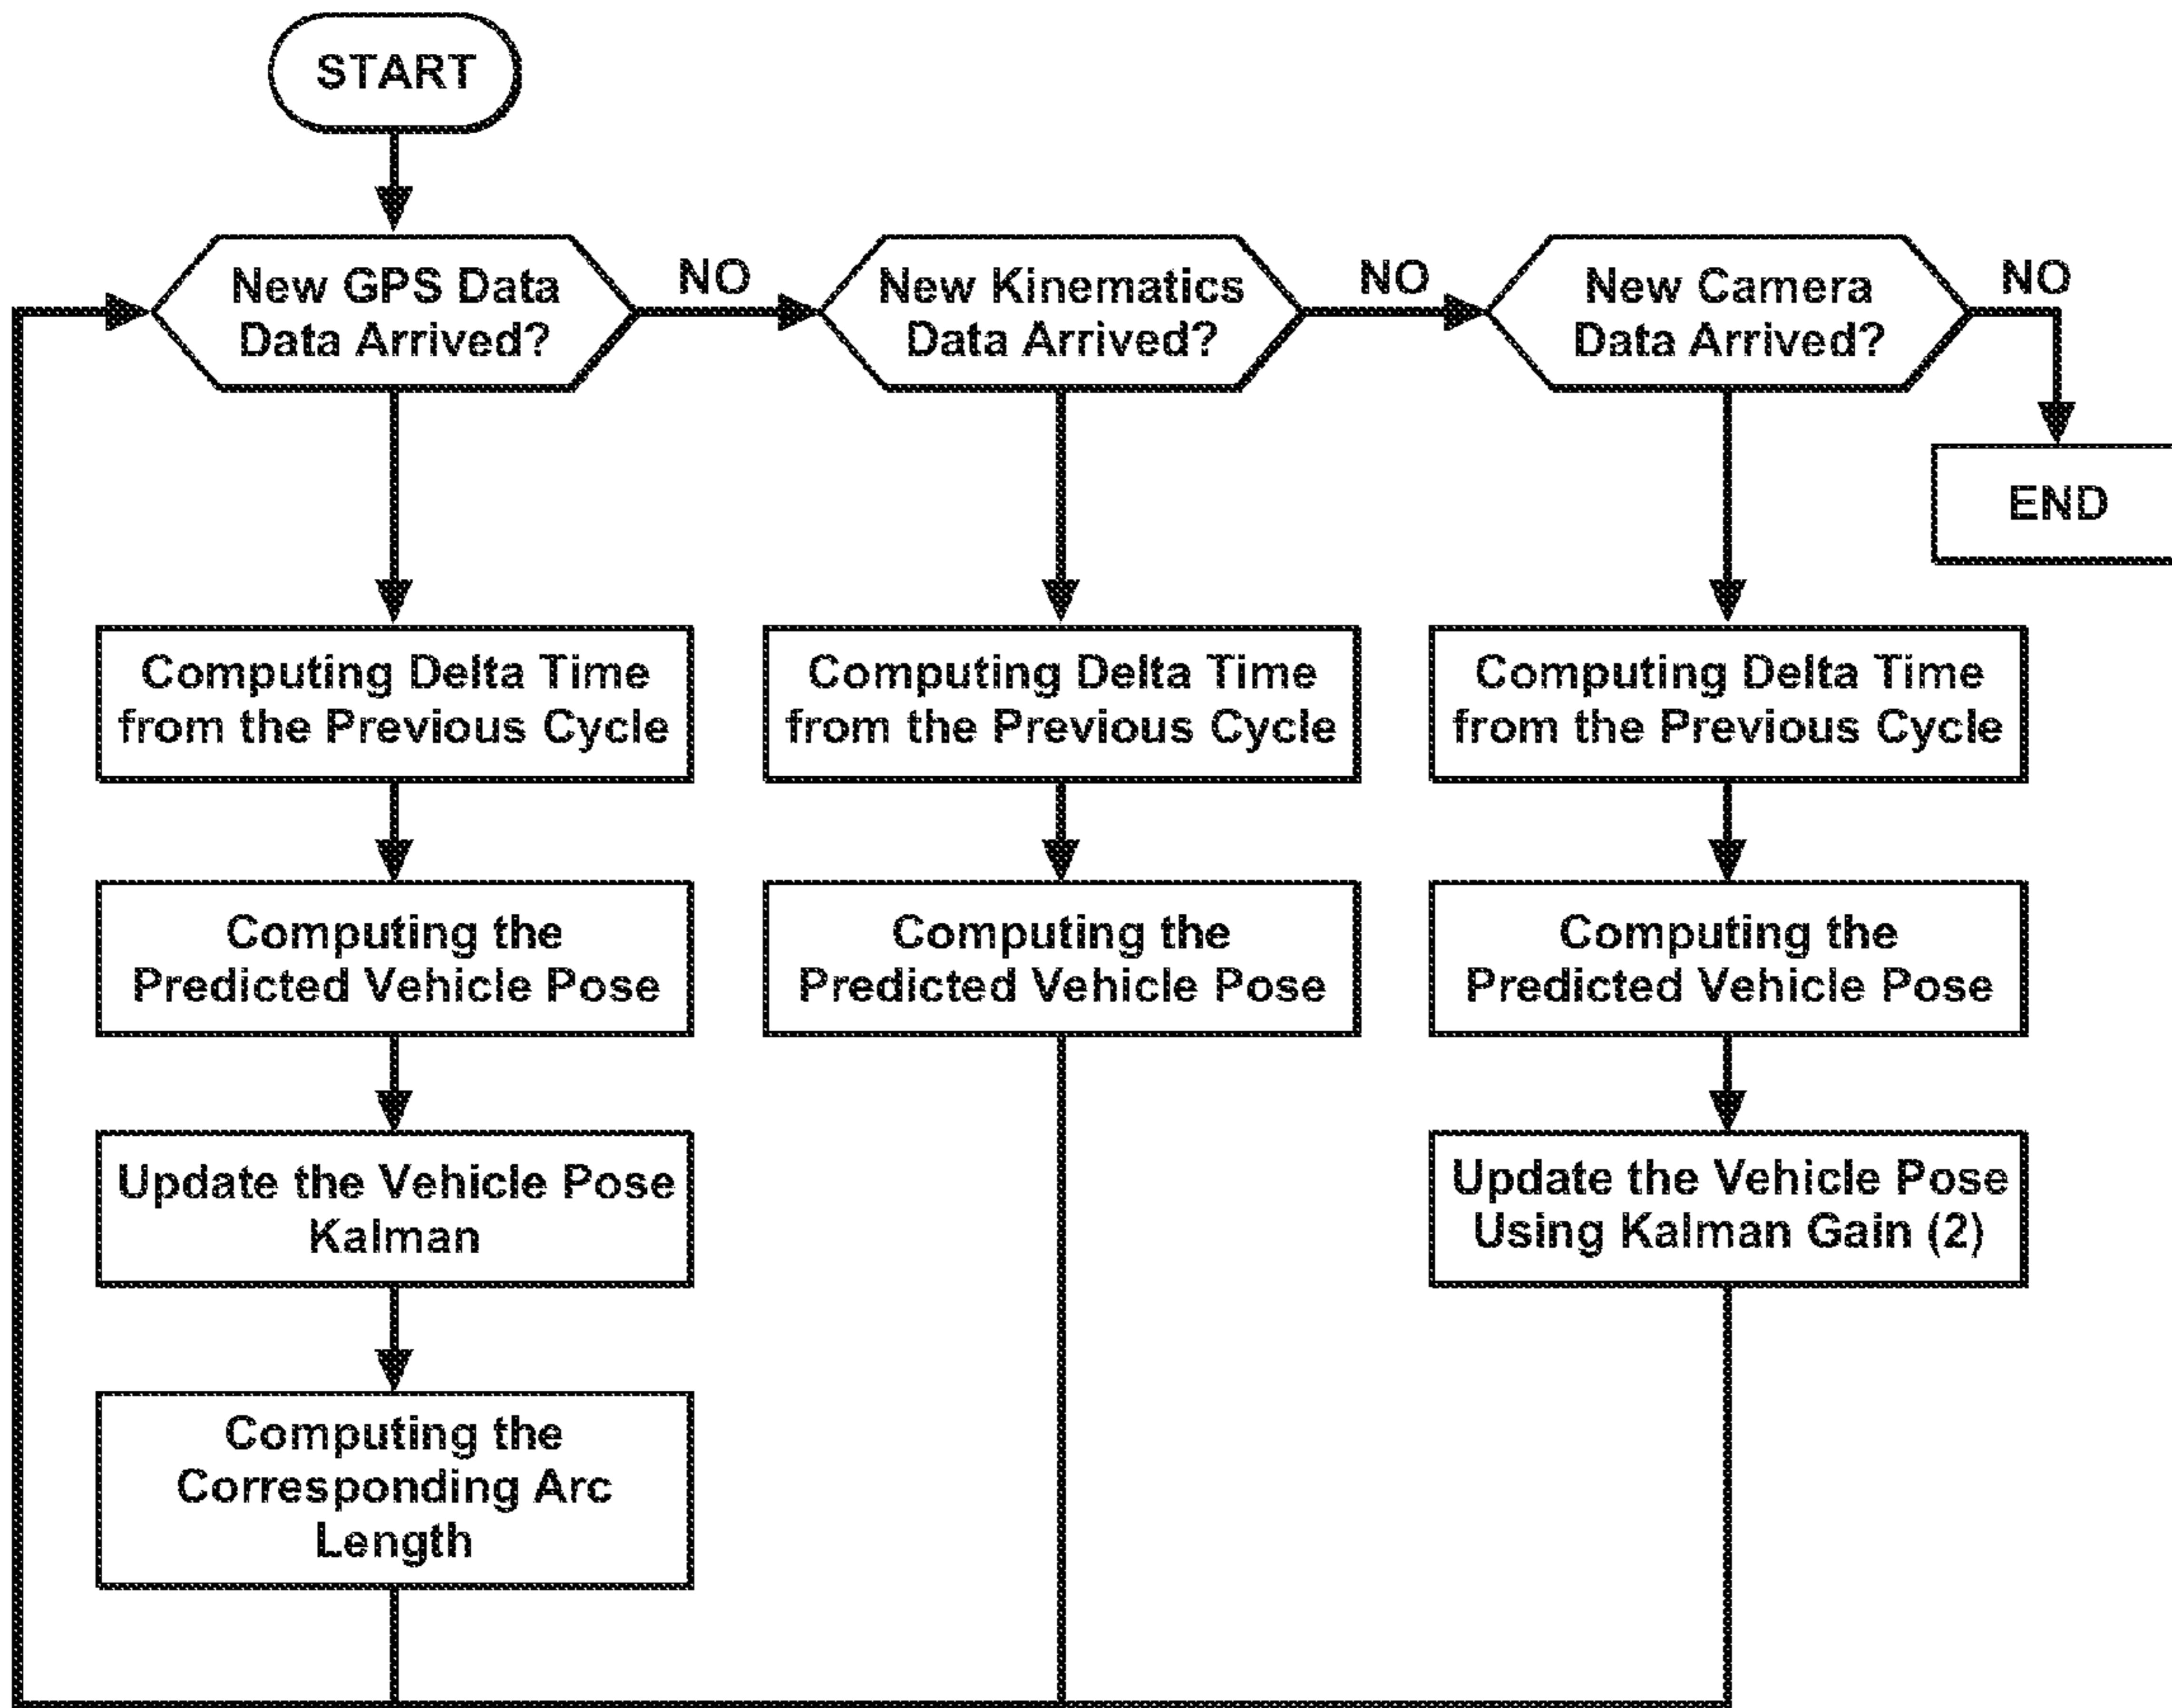 START
New GPS Data
Data Arrived?
NO
New Kinematics
Data Arrived?
NO
New Camera
Data Arrived?
NO
END
Computing Delta Time
from the Previous Cycle
Computing Delta Time
from the Previous Cycle
Computing Delta Time
from the Previous Cycle
Computing the
Predicted Vehicle Pose
Computing the
Predicted Vehicle Pose
Computing the
Predicted Vehicle Pose
Update the Vehicle Pose
Kalman
Update the Vehicle Pose
Using Kalman Gain (2)
Computing the
Corresponding Arc
Length